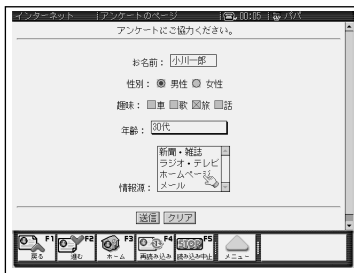 インターネット アンケートのページ 00:05 パパ
アンケートにご協力ください。
お名前： 小川一郎
性別： 男性 女性
趣味： 車 歌 旅 話
年齢： 30代
新聞・雑誌
ラジオ・テレビ
ホームページ
情報源： メール
送信 クリア
F1 F2 F3 F4 F5
戻る 進む ホーム 再読み込み 読み込み中止 メニュー